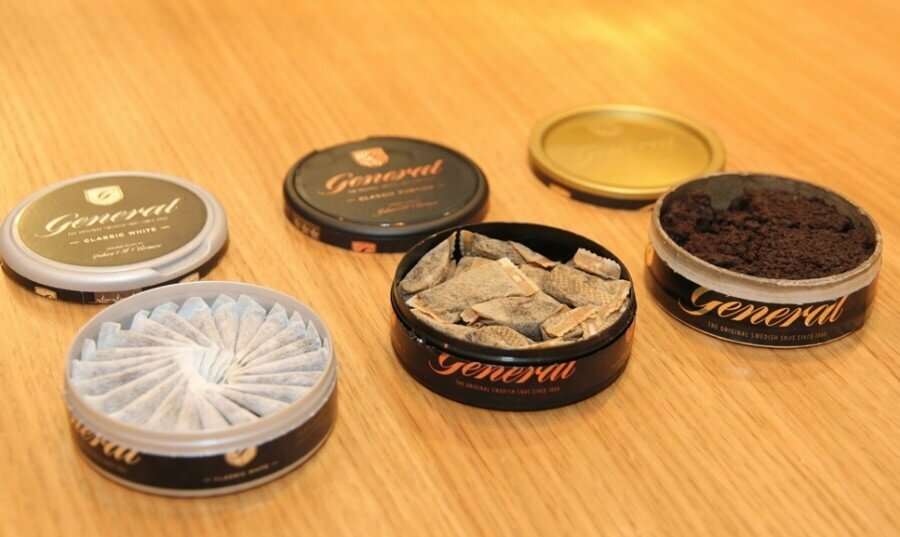 G
General
THE ORIGINAL SWEDISH SNUS SINCE 1866
CLASSIC WHITE
General
CLASSIC PORTION
General
General
CLASSIC WHITE
General
THE ORIGINAL SWEDISH SNUS SINCE 1866
General
THE ORIGINAL SWEDISH SNUS SINCE 1866